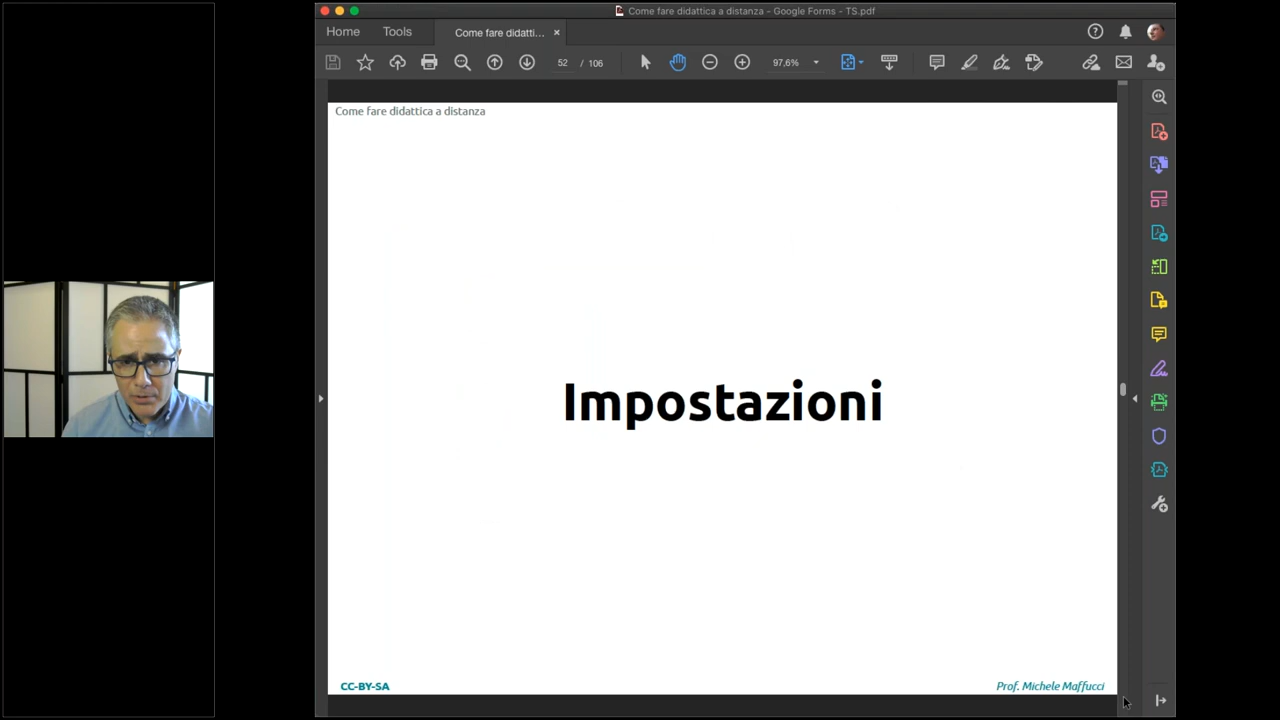 Come fare didattica a distanza - Google Forms - TS.pdf
Home
Tools
Come fare didatti...
52 / 106
97,6%
Come fare didattica a distanza
Impostazioni
CC-BY-SA
Prof. Michele Maffucci